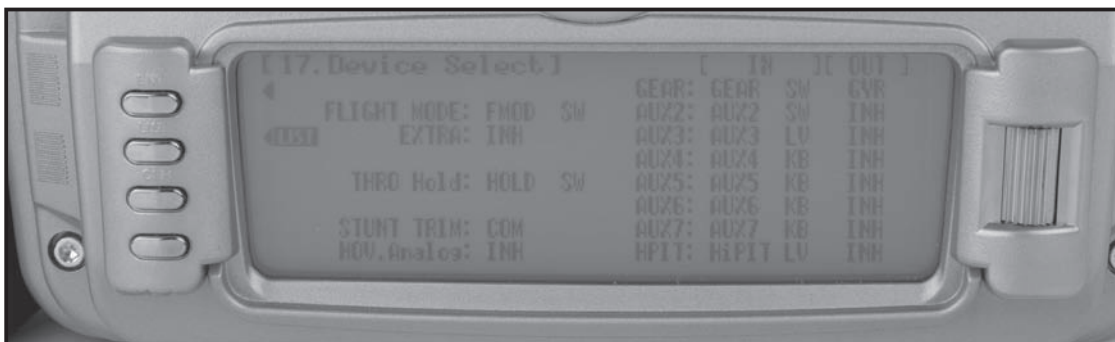 [17.Device Select] [ IN ][ OUT ]
GEAR: GEAR SW GYR
FLIGHT MODE: FMOD SW AUX2: AUX2 SW INH
LIST EXTRA: INH AUX3: AUX3 LV INH
AUX4: AUX4 KB INH
THRO Hold: HOLD SW AUX5: AUX5 KB INH
AUX6: AUX6 KB INH
STUNT TRIM: COM AUX7: AUX7 KB INH
HOV.Analog: INH HPIT: HiPIT LV INH